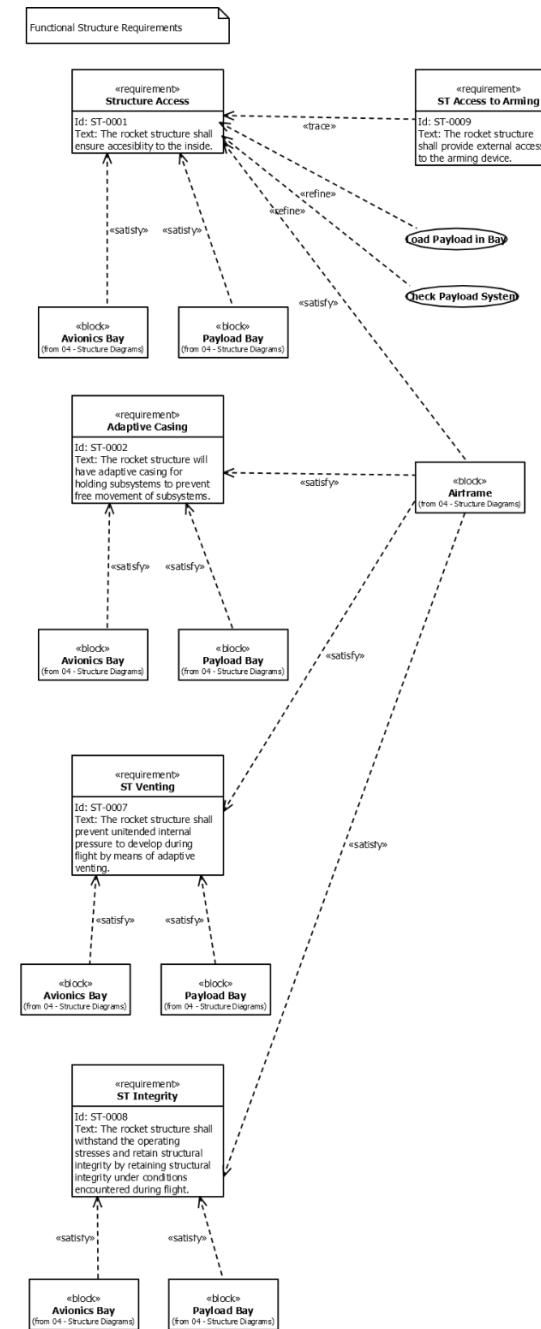 Functional Structure Requirements
«requirement»
Structure Access
Id: ST-0001
Text: The rocket structure shall
ensure accesiblity to the inside.
«requirement»
ST Access to Arming
Id: ST-0009
Text: The rocket structure
shall provide external access
to the arming device.
«trace»
«refine»
«refine»
Load Payload in Bay
Check Payload System
«satisfy»
«satisfy»
«satisfy»
«block»
Avionics Bay
(from 04 - Structure Diagrams)
«block»
Payload Bay
(from 04 - Structure Diagrams)
«requirement»
Adaptive Casing
Id: ST-0002
Text: The rocket structure will
have adaptive casing for
holding subsystems to prevent
free movement of subsystems.
«satisfy»
«block»
Airframe
(from 04 - Structure Diagrams)
«satisfy»
«satisfy»
«block»
Avionics Bay
(from 04 - Structure Diagrams)
«block»
Payload Bay
(from 04 - Structure Diagrams)
«satisfy»
«requirement»
ST Venting
Id: ST-0007
Text: The rocket structure shall
prevent unitended internal
pressure to develop during
flight by means of adaptive
venting.
«satisfy»
«satisfy»
«satisfy»
«block»
Avionics Bay
(from 04 - Structure Diagrams)
«block»
Payload Bay
(from 04 - Structure Diagrams)
«requirement»
ST Integrity
Id: ST-0008
Text: The rocket structure shall
withstand the operating
stresses and retain structural
integrity by retaining structural
integrity under conditions
encountered during flight.
«satisfy»
«satisfy»
«block»
Avionics Bay
(from 04 - Structure Diagrams)
«block»
Payload Bay
(from 04 - Structure Diagrams)